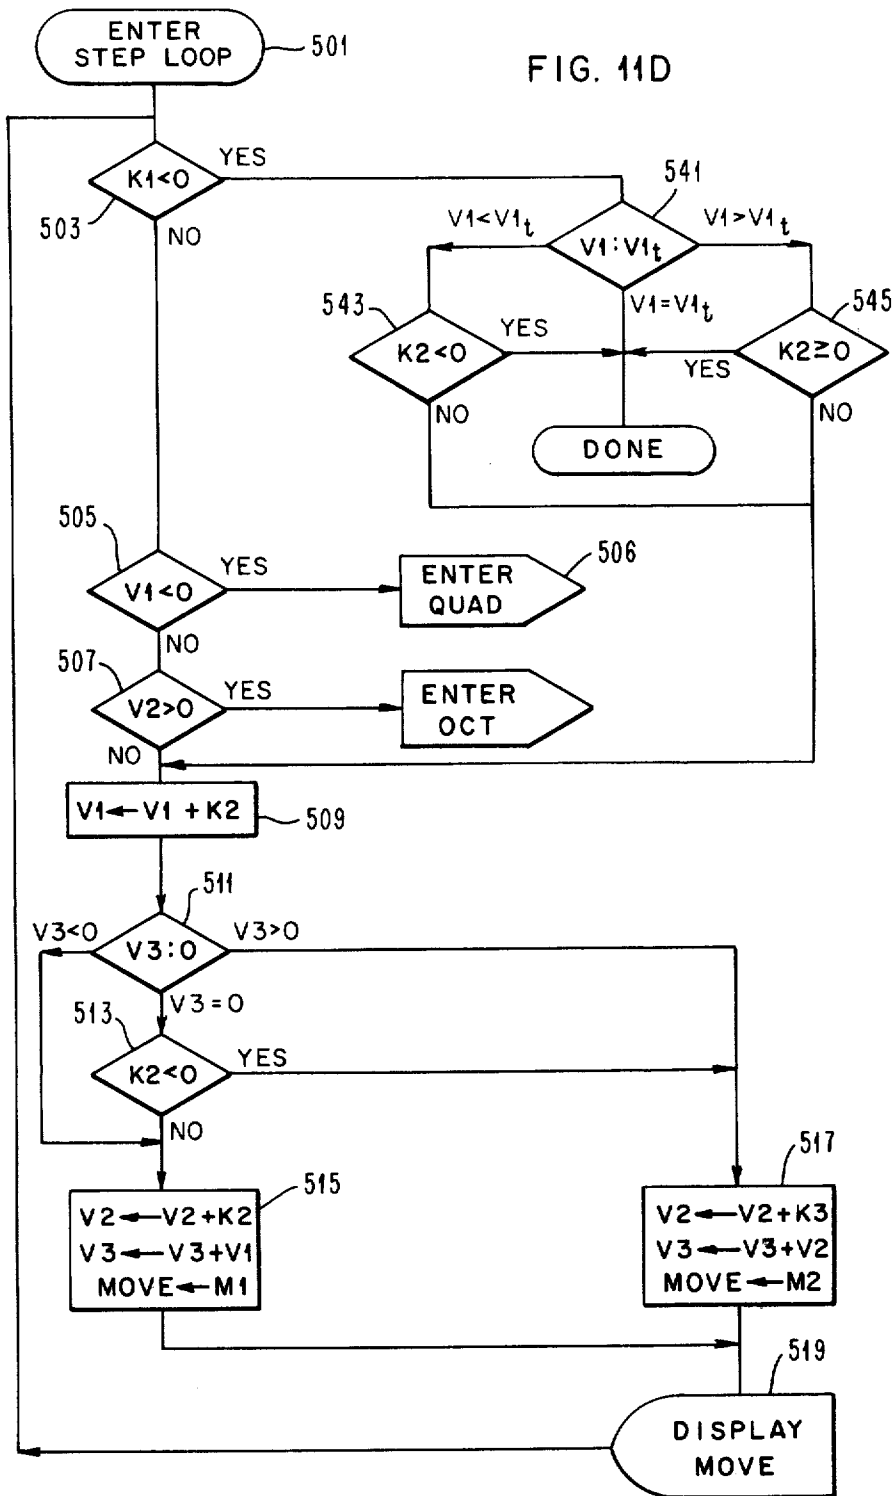 ENTER
STEP LOOP
501
FIG. 11D
K1<0
YES
503
NO
541
V1<V1t
V1:V1t
V1>V1t
V1=V1t
543
545
K2<0
YES
NO
K2≧0
YES
NO
DONE
505
V1<0
YES
NO
ENTER
QUAD
506
507
V2>0
YES
NO
ENTER
OCT
V1←V1+K2
509
511
V3<0
V3:0
V3>0
V3=0
513
K2<0
YES
NO
515
V2←V2+K2
V3←V3+V1
MOVE←M1
517
V2←V2+K3
V3←V3+V2
MOVE←M2
519
DISPLAY
MOVE